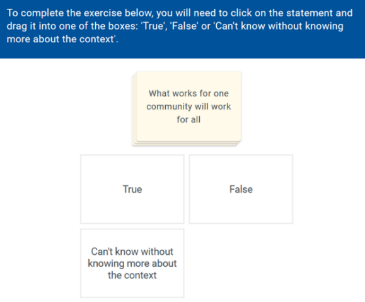 To complete the exercise below, you will need to click on the statement and
drag it into one of the boxes: 'True', 'False' or 'Can't know without knowing
more about the context'.
What works for one
community will work
for all
True
False
Can't know without
knowing more about
the context